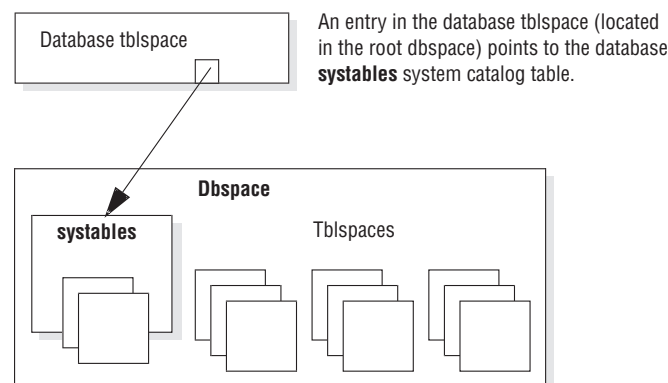 Database tblspace
An entry in the database tblspace (located
in the root dbspace) points to the database
systables system catalog table.
Dbspace
systables
Tblspaces